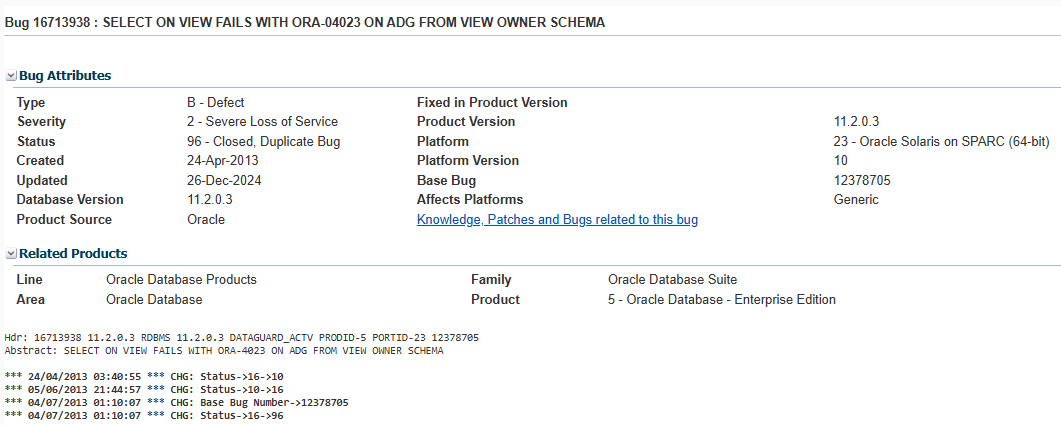 Bug 16713938 : SELECT ON VIEW FAILS WITH ORA-04023 ON ADG FROM VIEW OWNER SCHEMA
Bug Attributes
Type B - Defect Fixed in Product Version
Severity 2 - Severe Loss of Service Product Version 11.2.0.3
Status 96 - Closed, Duplicate Bug Platform 23 - Oracle Solaris on SPARC (64-bit)
Created 24-Apr-2013 Platform Version 10
Updated 26-Dec-2024 Base Bug 12378705
Database Version 11.2.0.3 Affects Platforms Generic
Product Source Oracle Knowledge, Patches and Bugs related to this bug
Related Products
Line Oracle Database Products Family Oracle Database Suite
Area Oracle Database Product 5 - Oracle Database - Enterprise Edition
Hdr: 16713938 11.2.0.3 RDBMS 11.2.0.3 DATAGUARD_ACTV PRODID-5 PORTID-23 12378705
Abstract: SELECT ON VIEW FAILS WITH ORA-4023 ON ADG FROM VIEW OWNER SCHEMA
*** 24/04/2013 03:40:55 *** CHG: Status->16->10
*** 05/06/2013 21:44:57 *** CHG: Status->10->16
*** 04/07/2013 01:10:07 *** CHG: Base Bug Number->12378705
*** 04/07/2013 01:10:07 *** CHG: Status->16->96